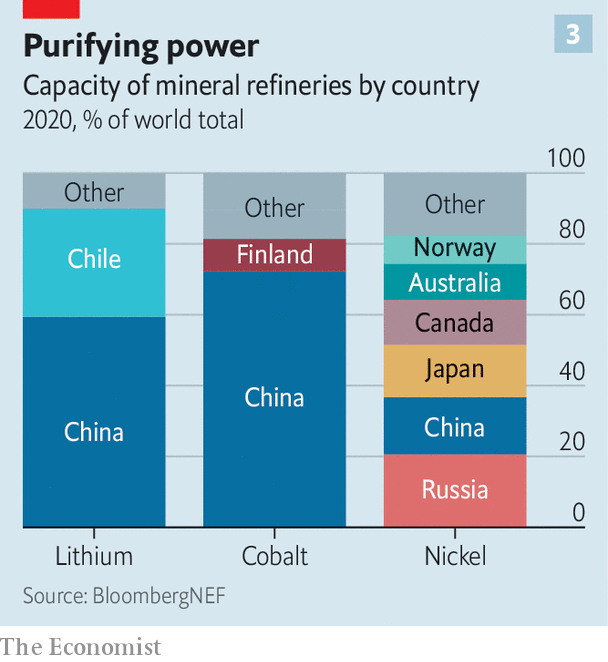 Purifying power
3
Capacity of mineral refineries by country
2020, % of world total
100
80
60
40
20
0
Other
Chile
China
Other
Finland
China
Other
Norway
Australia
Canada
Japan
China
Russia
Lithium
Cobalt
Nickel
Source: BloombergNEF
The Economist